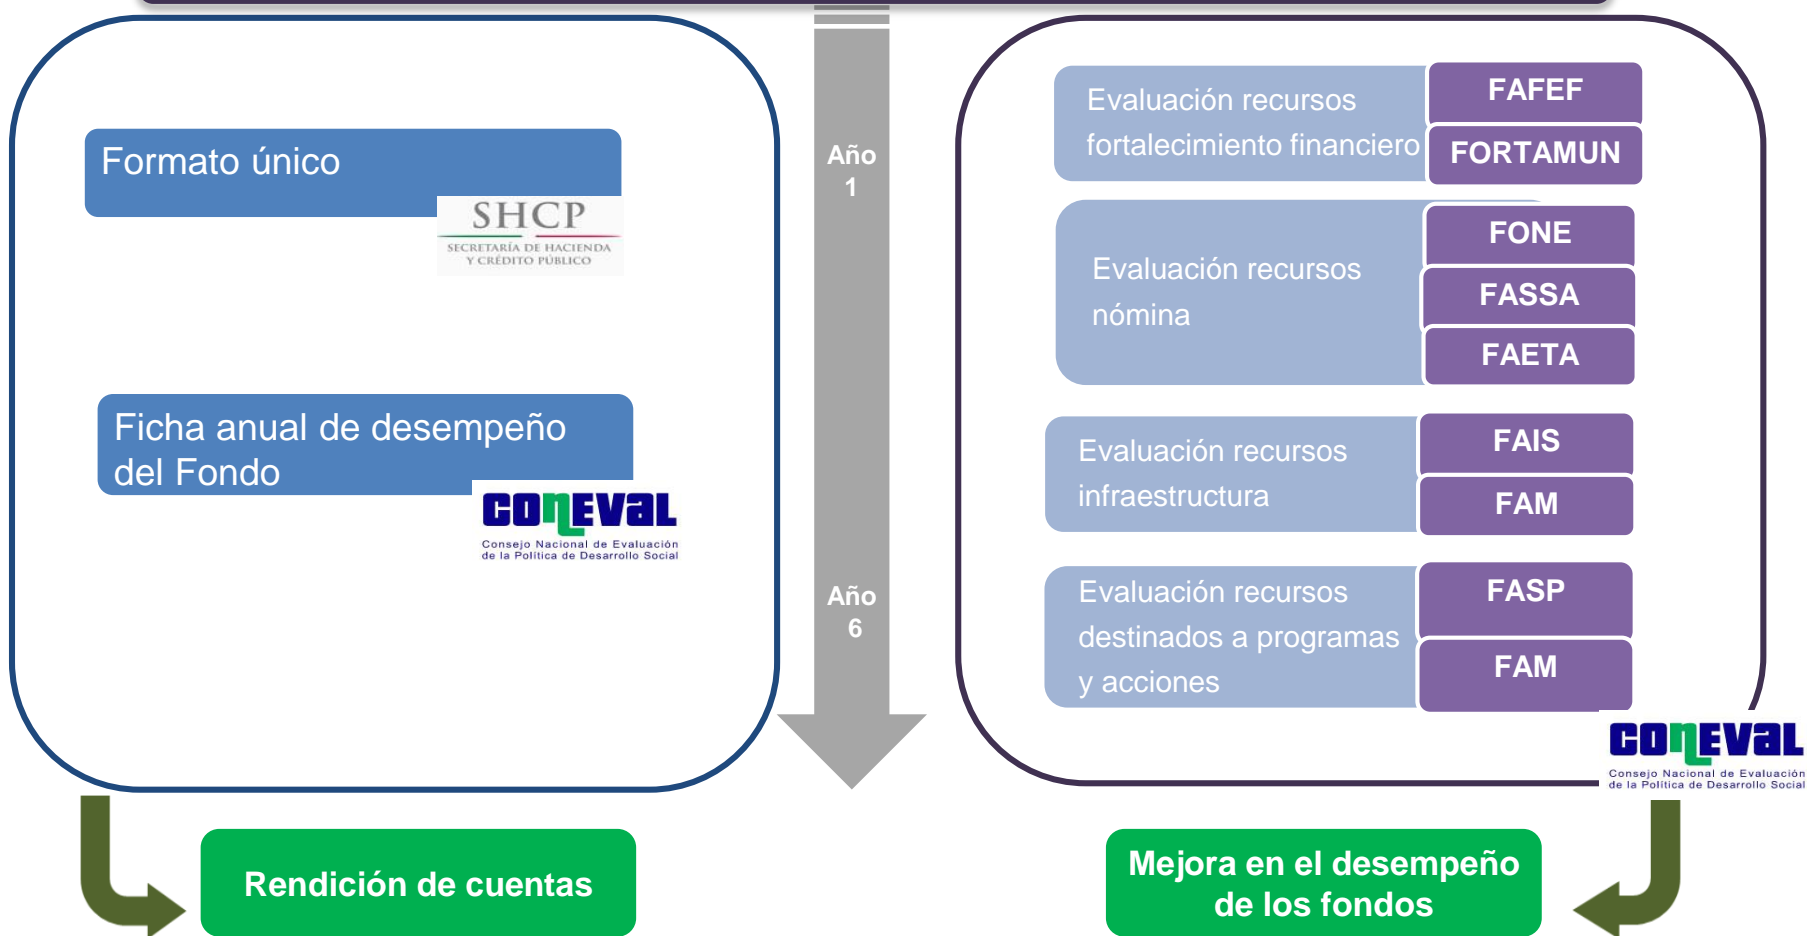 Formato único
SHCP
SECRETARÍA DE HACIENDA
Y CRÉDITO PÚBLICO
Ficha anual de desempeño
del Fondo
CONEVAL
Consejo Nacional de Evaluación
de la Política de Desarrollo Social
Año
1
Año
6
Evaluación recursos
fortalecimiento financiero
FAFEF
FORTAMUN
Evaluación recursos
nómina
FONE
FASSA
FAETA
Evaluación recursos
infraestructura
FAIS
FAM
Evaluación recursos
destinados a programas
y acciones
FASP
FAM
CONEVAL
Consejo Nacional de Evaluación
de la Política de Desarrollo Social
Rendición de cuentas
Mejora en el desempeño
de los fondos